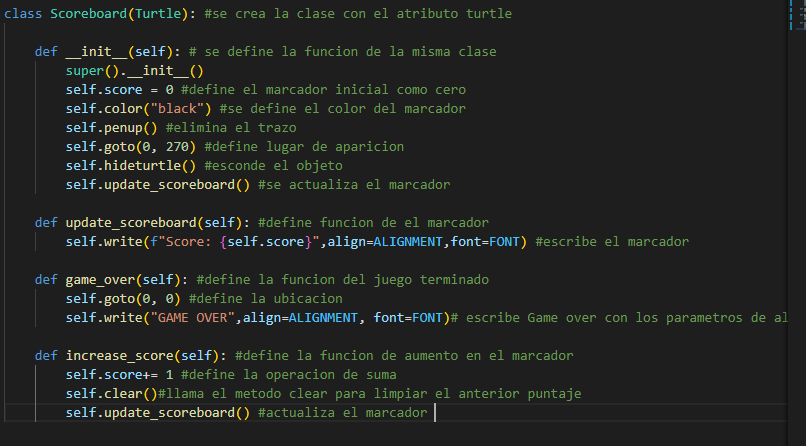 class Scoreboard(Turtle): #se crea la clase con el atributo turtle
def __init__(self): # se define la funcion de la misma clase
super().__init__()
self.score = 0 #define el marcador inicial como cero
self.color("black") #se define el color del marcador
self.penup() #elimina el trazo
self.goto(0, 270) #define lugar de aparicion
self.hideturtle() #esconde el objeto
self.update_scoreboard() #se actualiza el marcador
def update_scoreboard(self): #define funcion de el marcador
self.write(f"Score: {self.score}",align=ALIGNMENT,font=FONT) #escribe el marcador
def game_over(self): #define la funcion del juego terminado
self.goto(0, 0) #define la ubicacion
self.write("GAME OVER",align=ALIGNMENT, font=FONT)# escribe Game over con los parametros de al
def increase_score(self): #define la funcion de aumento en el marcador
self.score+= 1 #define la operacion de suma
self.clear()#llama el metodo clear para limpiar el anterior puntaje
self.update_scoreboard() #actualiza el marcador